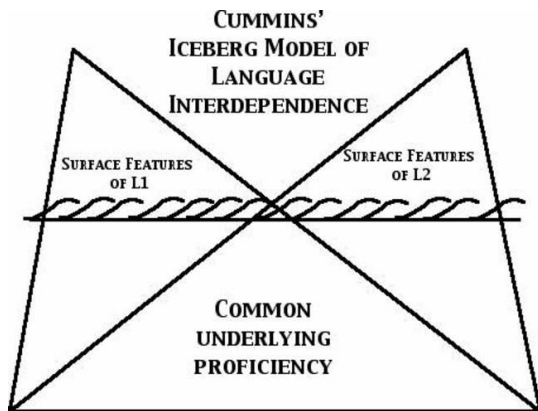 CUMMINS'
ICEBERG MODEL OF
LANGUAGE
INTERDEPENDENCE
SURFACE FEATURES
OF L1
SURFACE FEATURES
OF L2
COMMON
UNDERLYING
PROFICIENCY